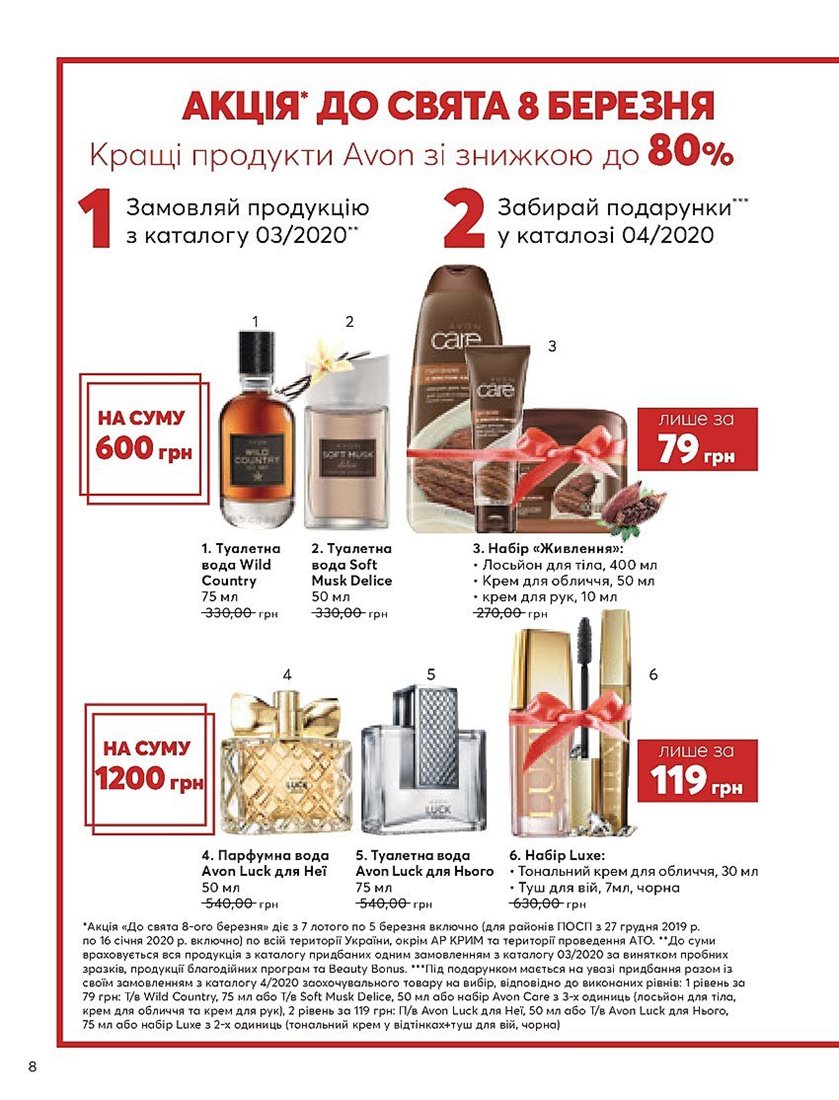 АКЦІЯ* ДО СВЯТА 8 БЕРЕЗНЯ
Кращі продукти Avon зі знижкою до 80%
1 Замовляй продукцію
з каталогу 03/2020**
2 Забирай подарунки***
у каталозі 04/2020
1
2
3
НА СУМУ
600 грн
AVON
WILD
COUNTRY
AVON
SOFT MUSK
delice
AVON
care
care
лише за
79 грн
1. Туалетна
вода Wild
Country
75 мл
330,00 грн
2. Туалетна
вода Soft
Musk Delice
50 мл
330,00 грн
3. Набір «Живлення»:
• Лосьйон для тіла, 400 мл
• Крем для обличчя, 50 мл
• крем для рук, 10 мл
270,00 грн
4
5
6
НА СУМУ
1200 грн
LUCK
LUCK
LUXE
LUXE
лише за
119 грн
4. Парфумна вода
Avon Luck для Неї
50 мл
540,00 грн
5. Туалетна вода
Avon Luck для Нього
75 мл
540,00 грн
6. Набір Luxe:
• Тональний крем для обличчя, 30 мл
• Туш для вій, 7мл, чорна
630,00 грн
*Акція «До свята 8-ого березня» діє з 7 лютого по 5 березня включно (для районів ПОСП з 27 грудня 2019 р.
по 16 січня 2020 р. включно) по всій території України, окрім АР КРИМ та території проведення АТО. **До суми
враховується вся продукція з каталогу придбаних одним замовленням з каталогу 03/2020 за винятком пробних
зразків, продукції благодійних програм та Beauty Bonus. ***Під подарунком мається на увазі придбання разом із
своїм замовленням з каталогу 4/2020 заохочувального товару на вибір, відповідно до виконаних рівнів: 1 рівень за
79 грн: Т/в Wild Country, 75 мл або Т/в Soft Musk Delice, 50 мл або набір Avon Care з 3-х одиниць (лосьйон для тіла,
крем для обличчя та крем для рук), 2 рівень за 119 грн: П/в Avon Luck для Неї, 50 мл або Т/в Avon Luck для Нього,
75 мл або набір Luxe з 2-х одиниць (тональний крем у відтінках+туш для вій, чорна)
8